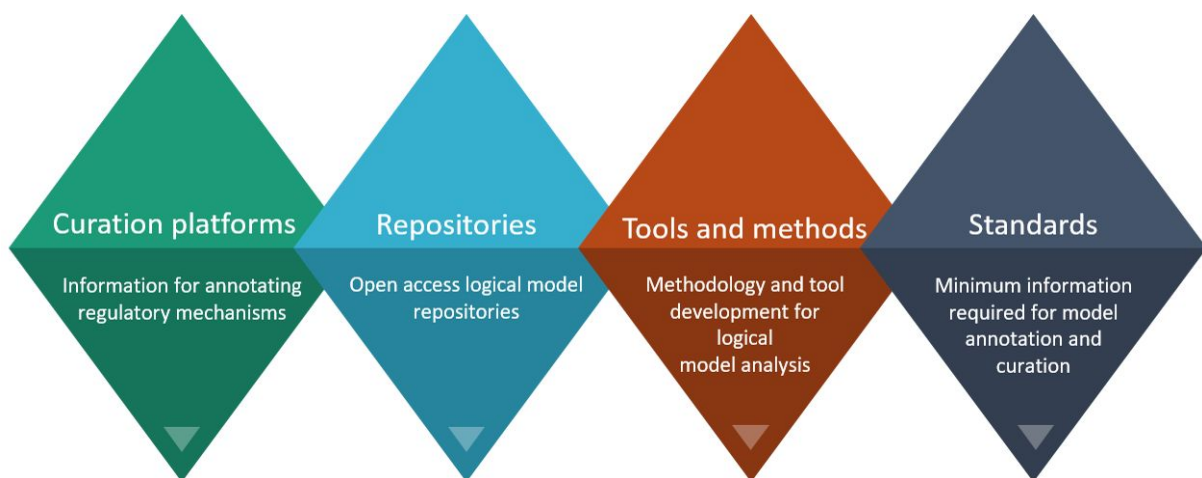 Curation platforms
Information for annotating
regulatory mechanisms
Repositories
Open access logical model
repositories
Tools and methods
Methodology and tool
development for
logical
model analysis
Standards
Minimum information
required for model
annotation and
curation